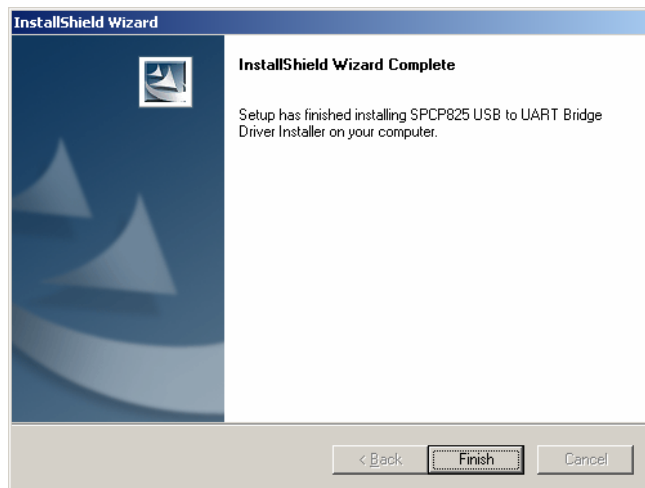 InstallShield Wizard
InstallShield Wizard Complete
Setup has finished installing SPCP825 USB to UART Bridge
Driver Installer on your computer.
< Back
Finish
Cancel